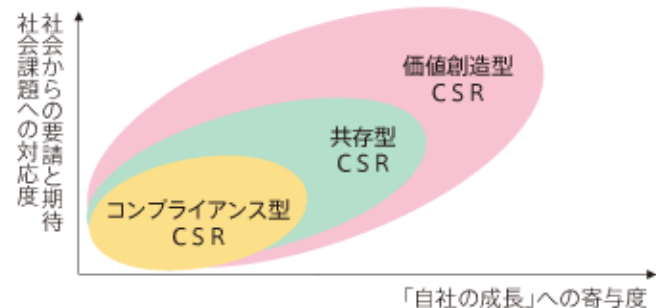 社会からの要請と期待
社会課題への対応度
価値創造型
CSR
共存型
CSR
コンプライアンス型
CSR
「自社の成長」への寄与度